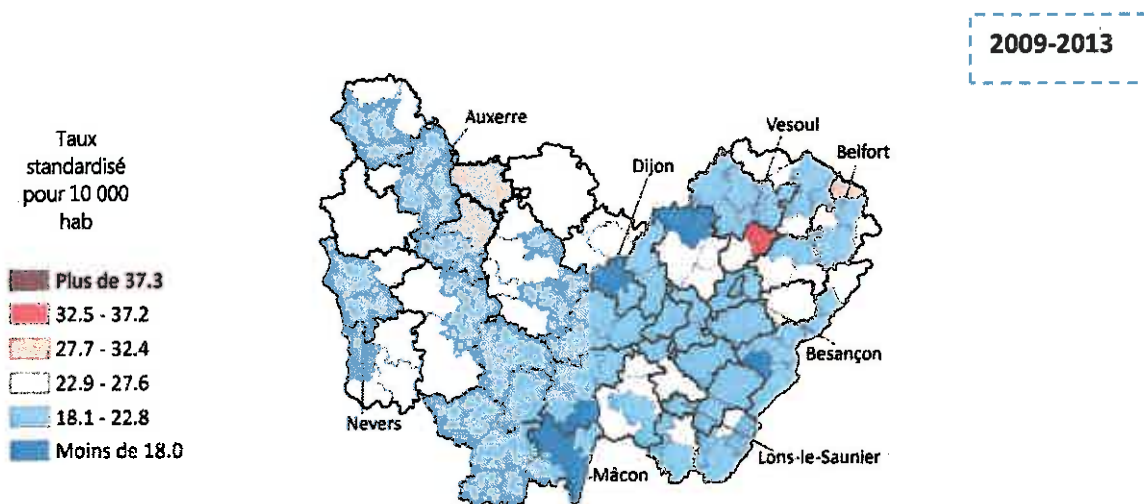 2009-2013
Taux
standardisé
pour 10 000
hab
Plus de 37.3
32.5 - 37.2
27.7 - 32.4
22.9 - 27.6
18.1 - 22.8
Moins de 18.0
Auxerre
Vesoul
Belfort
Dijon
Besançon
Nevers
Lons-le-Saunier
Mâcon